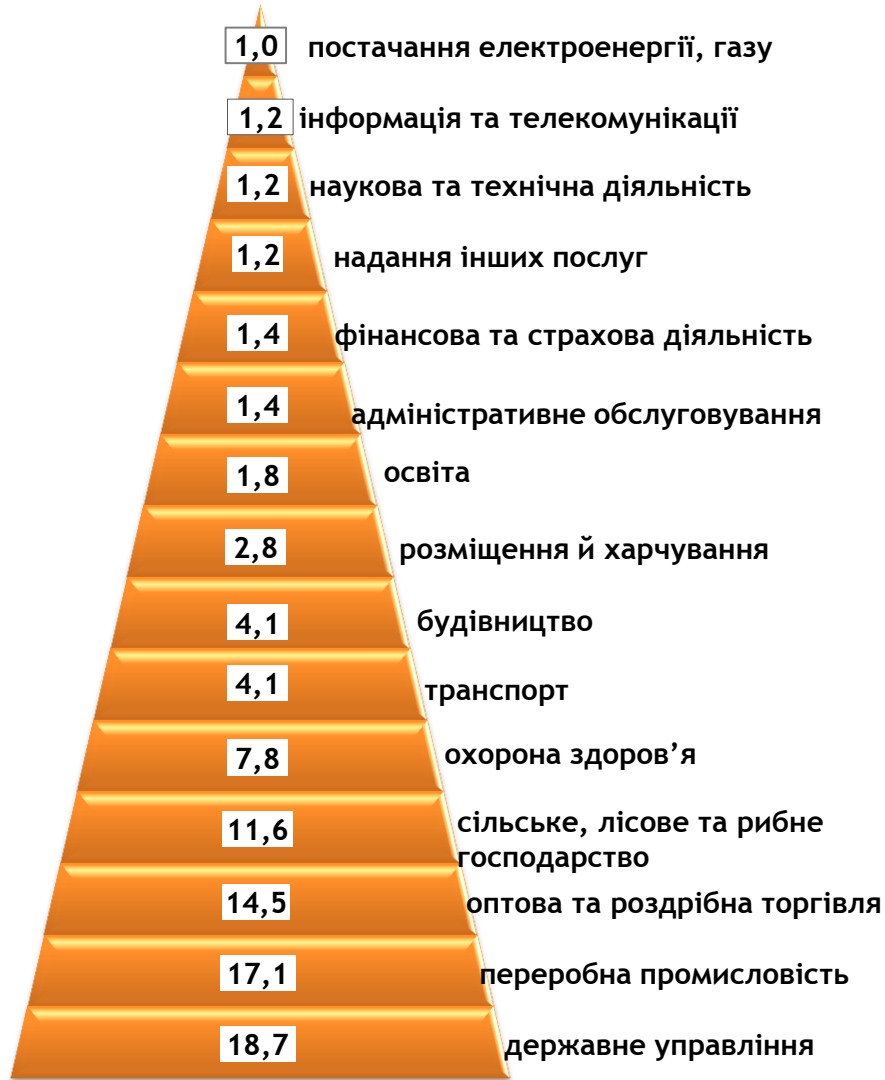 1,0 постачання електроенергії, газу
1,2 інформація та телекомунікації
1,2 наукова та технічна діяльність
1,2 надання інших послуг
1,4 фінансова та страхова діяльність
1,4 адміністративне обслуговування
1,8 освіта
2,8 розміщення й харчування
4,1 будівництво
4,1 транспорт
7,8 охорона здоров’я
11,6 сільське, лісове та рибне
господарство
14,5 оптова та роздрібна торгівля
17,1 переробна промисловість
18,7 державне управління